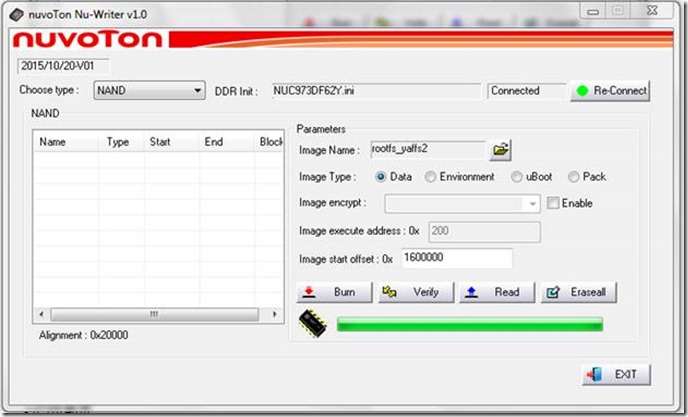 nuvoTon Nu-Writer v1.0
nuvoTon
2015/10/20-V01
Choose type : NAND DDR Init : NUC973DF62Y.ini Connected Re-Connect
NAND
Name Type Start End Block
Parameters
Image Name : rootfs_yaffs2
Image Type : Data Environment uBoot Pack
Image encrypt : Enable
Image execute address : 0x 200
Image start offset : 0x 1600000
Burn Verify Read Eraseall
Alignment : 0x20000
EXIT